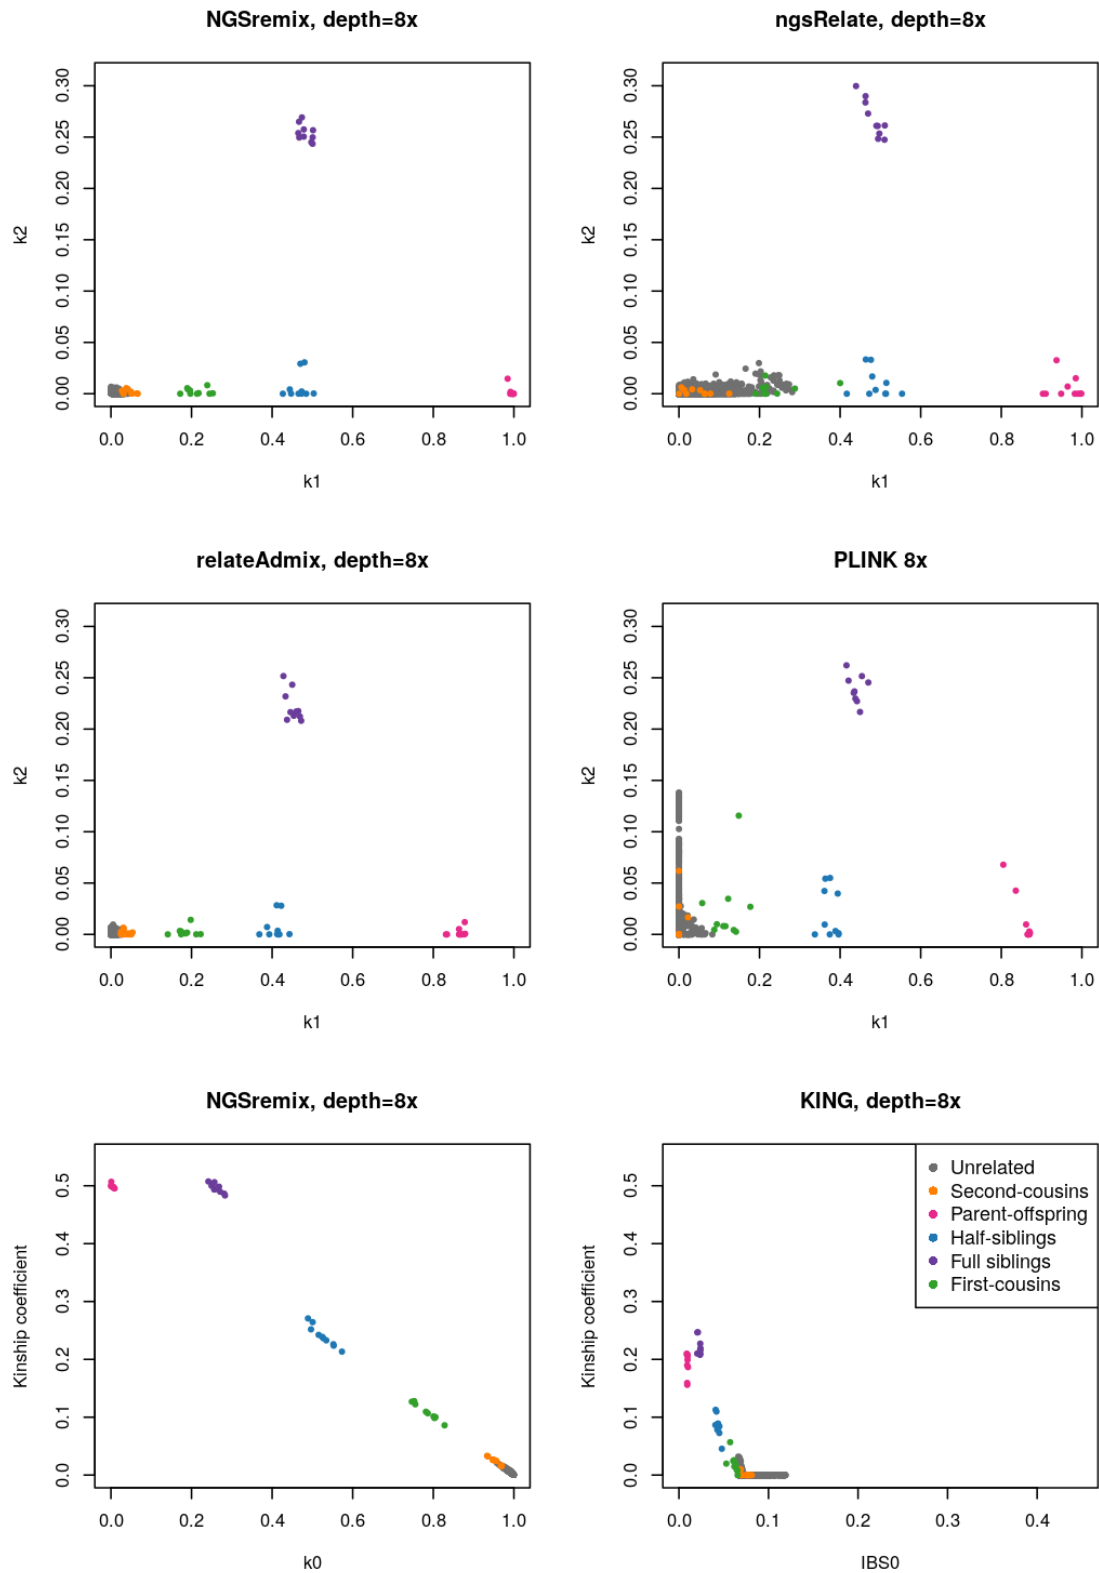 NGSremix, depth=8x
0.30
0.25
0.20
0.15
0.10
0.05
0.00
k2
0.0 0.2 0.4 0.6 0.8 1.0
k1
ngsRelate, depth=8x
0.30
0.25
0.20
0.15
0.10
0.05
0.00
k2
0.0 0.2 0.4 0.6 0.8 1.0
k1
relateAdmix, depth=8x
0.30
0.25
0.20
0.15
0.10
0.05
0.00
k2
0.0 0.2 0.4 0.6 0.8 1.0
k1
PLINK 8x
0.30
0.25
0.20
0.15
0.10
0.05
0.00
k2
0.0 0.2 0.4 0.6 0.8 1.0
k1
NGSremix, depth=8x
0.5
0.4
0.3
0.2
0.1
0.0
Kinship coefficient
0.0 0.2 0.4 0.6 0.8 1.0
k0
KING, depth=8x
0.5
0.4
0.3
0.2
0.1
0.0
Kinship coefficient
Unrelated
Second-cousins
Parent-offspring
Half-siblings
Full siblings
First-cousins
0.0 0.1 0.2 0.3 0.4
IBS0